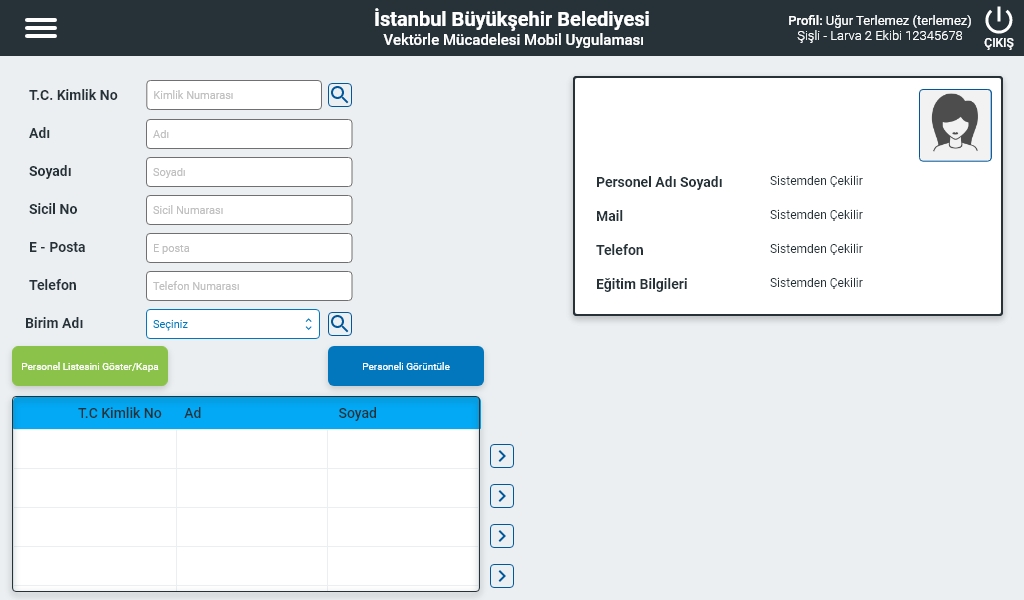 İstanbul Büyükşehir Belediyesi
Vektörle Mücadelesi Mobil Uygulaması
Profil: Uğur Terlemez (terlemez)
Şişli - Larva 2 Ekibi 12345678
ÇIKIŞ
T.C. Kimlik No
Kimlik Numarası
Adı
Adı
Soyadı
Soyadı
Sicil No
Sicil Numarası
E - Posta
E posta
Telefon
Telefon Numarası
Birim Adı
Seçiniz
Personel Listesini Göster/Kapa
Personeli Görüntüle
T.C Kimlik No Ad Soyad
Personel Adı Soyadı Sistemden Çekilir
Mail Sistemden Çekilir
Telefon Sistemden Çekilir
Eğitim Bilgileri Sistemden Çekilir